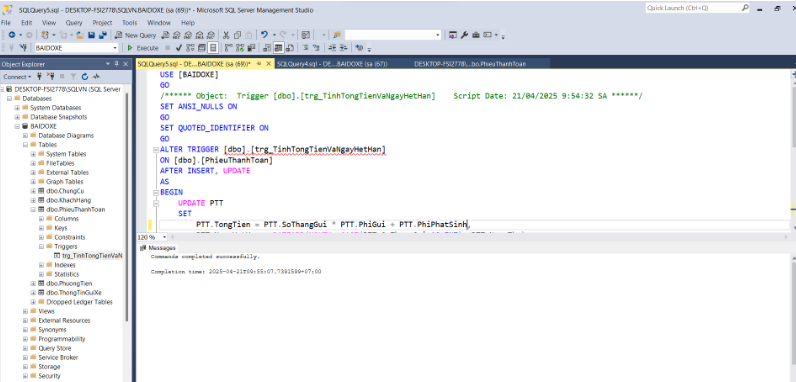 SQLQuery5.sql - DESKTOP-FSI2778\SQLVN.BAIDOXE (sa (69))* - Microsoft SQL Server Management Studio
Quick Launch (Ctrl+Q)
File Edit View Query Project Tools Window Help
New Query
BAIDOXE
Execute
Object Explorer
SQLQuery5.sql - DE...BAIDOXE (sa (69))*
SQLQuery4.sql - DE...BAIDOXE (sa (67))
DESKTOP-FSI2778\...bo.PhieuThanhToan
Connect
DESKTOP-FSI2778\SQLVN (SQL Server
Databases
System Databases
Database Snapshots
BAIDOXE
Database Diagrams
Tables
System Tables
FileTables
External Tables
Graph Tables
dbo.ChungCu
dbo.KhachHang
dbo.PhieuThanhToan
Columns
Keys
Constraints
Triggers
trg_TinhTongTienVaN
Indexes
Statistics
dbo.PhuongTien
dbo.ThongTinGuiXe
Dropped Ledger Tables
Views
External Resources
Synonyms
Programmability
Query Store
Service Broker
Storage
Security
USE [BAIDOXE]
GO
/****** Object: Trigger [dbo].[trg_TinhTongTienVaNgayHetHan] Script Date: 21/04/2025 9:54:32 SA ******/
SET ANSI_NULLS ON
GO
SET QUOTED_IDENTIFIER ON
GO
ALTER TRIGGER [dbo].[trg_TinhTongTienVaNgayHetHan]
ON [dbo].[PhieuThanhToan]
AFTER INSERT, UPDATE
AS
BEGIN
UPDATE PTT
SET
PTT.TongTien = PTT.SoThangGui * PTT.PhiGui + PTT.PhiPhatSinh,
120 %
Messages
Commands completed successfully.
Completion time: 2025-04-21T09:55:07.7381589+07:00